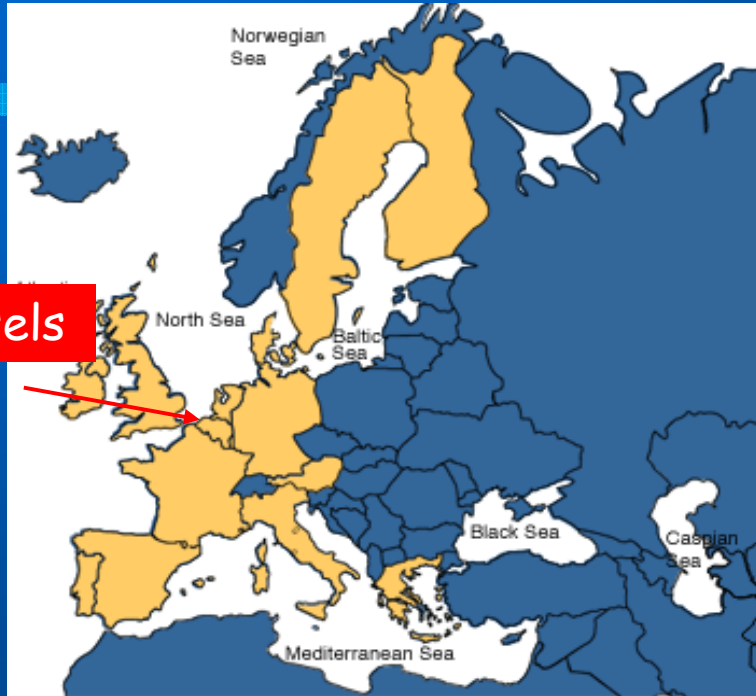 Norwegian
Sea
els
North Sea
Baltic
Sea
Black Sea
Caspian
Sea
Mediterranean Sea